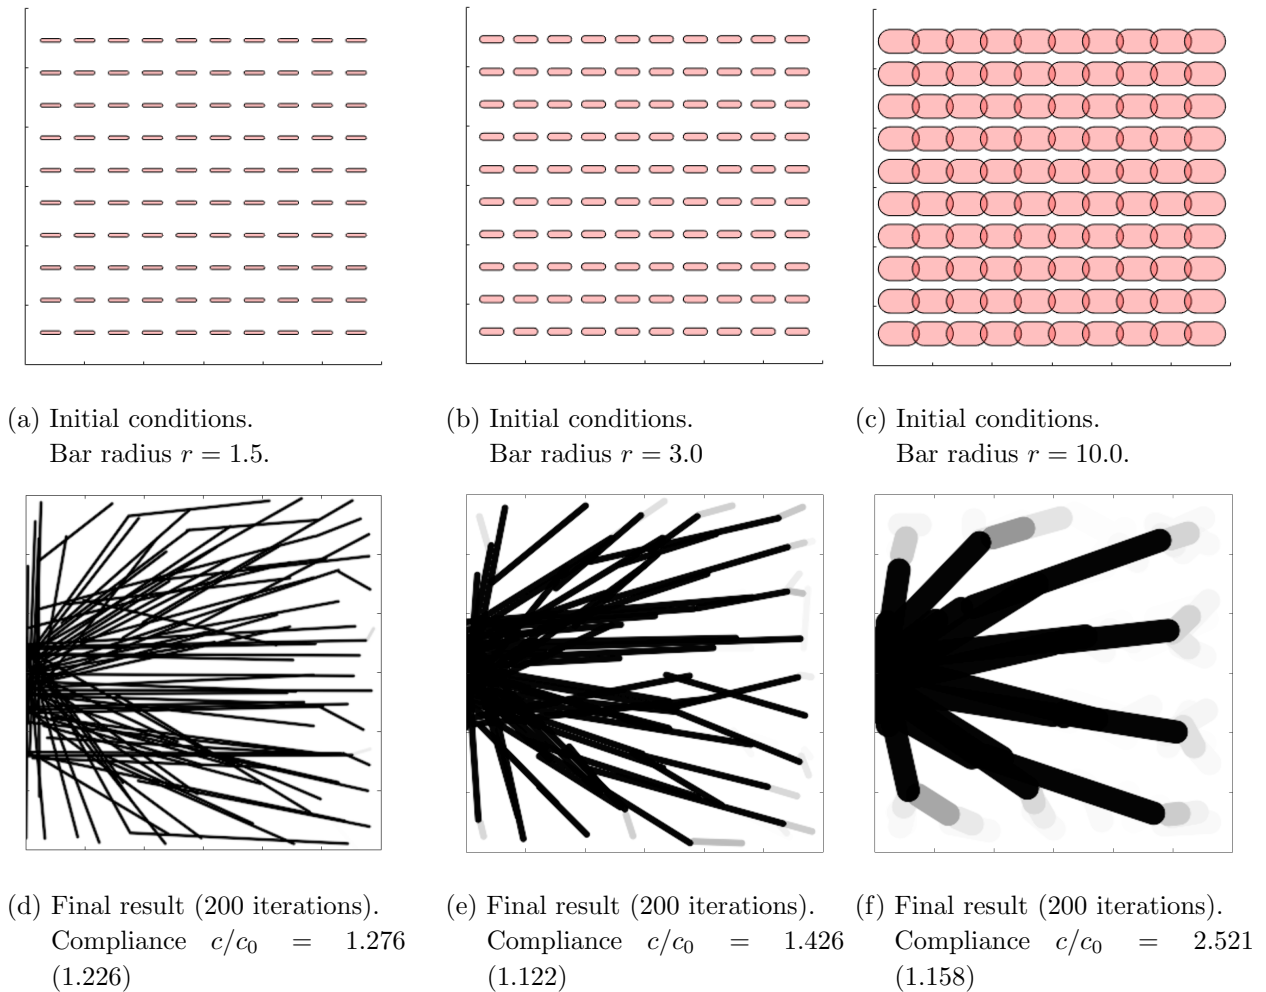 (a) Initial conditions.
Bar radius r = 1.5.
(b) Initial conditions.
Bar radius r = 3.0
(c) Initial conditions.
Bar radius r = 10.0.
(d) Final result (200 iterations).
Compliance c/c₀ = 1.276
(1.226)
(e) Final result (200 iterations).
Compliance c/c₀ = 1.426
(1.122)
(f) Final result (200 iterations).
Compliance c/c₀ = 2.521
(1.158)